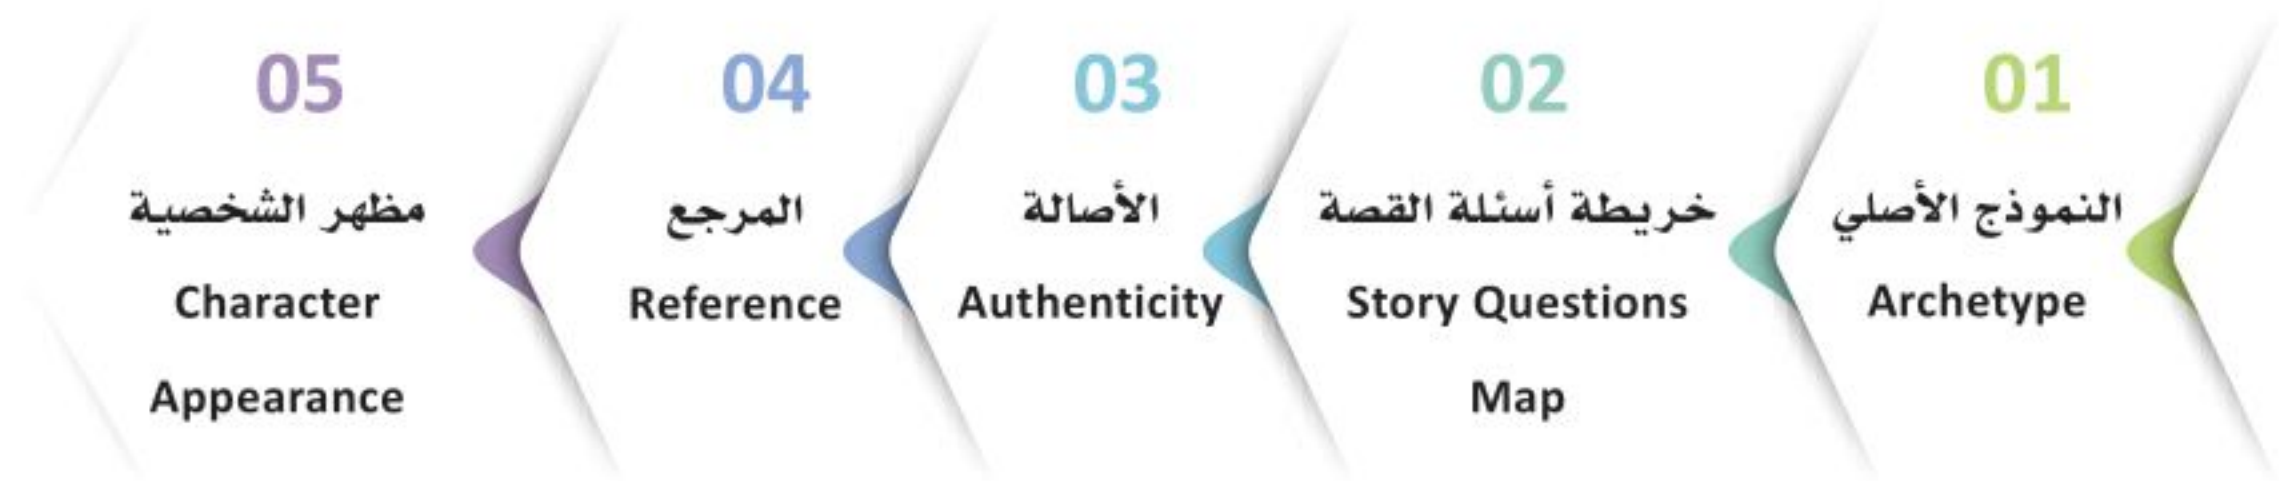 01
النموذج الأصلي
Archetype
02
خريطة أسئلة القصة
Story Questions
Map
03
الأصالة
Authenticity
04
المرجع
Reference
05
مظهر الشخصية
Character
Appearance